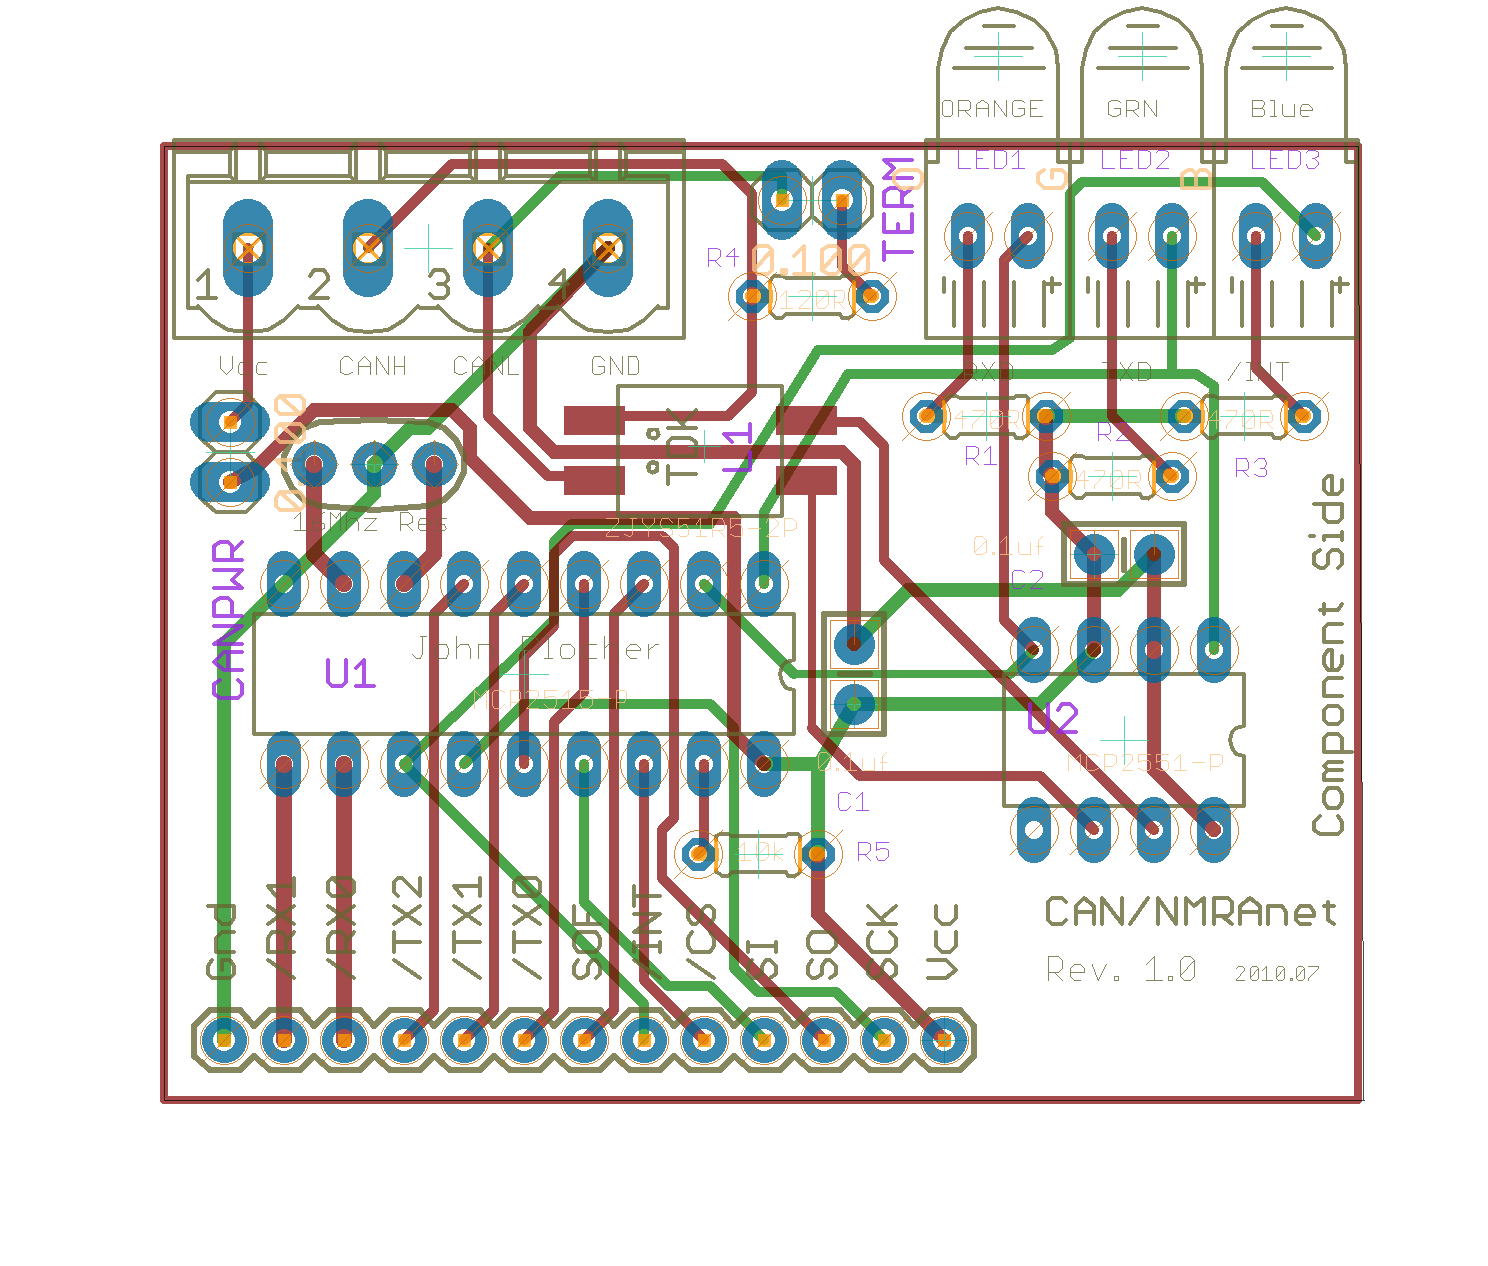 ORANGE
GRN
Blue
LED1
LED2
LED3
O
G
B
TERM
R4
0.100
120R
1
2
3
4
Vcc
CANH
CANL
GND
RXD
TXD
/INT
470R
470R
R2
R1
R3
470R
TDK
L1
ZJYS51R5-2P
0.100
16Mhz Res
CANPWR
0.1uf
C2
John Plocher
U1
MCP2515-P
U2
MCP2551-P
0.1uf
C1
10k
R5
Component Side
CAN/NMRAnet
Rev. 1.0
2010.07
Gnd
/RX1
/RX0
/TX2
/TX1
/TX0
SOF
/INT
/CS
SI
SO
SCK
Vcc